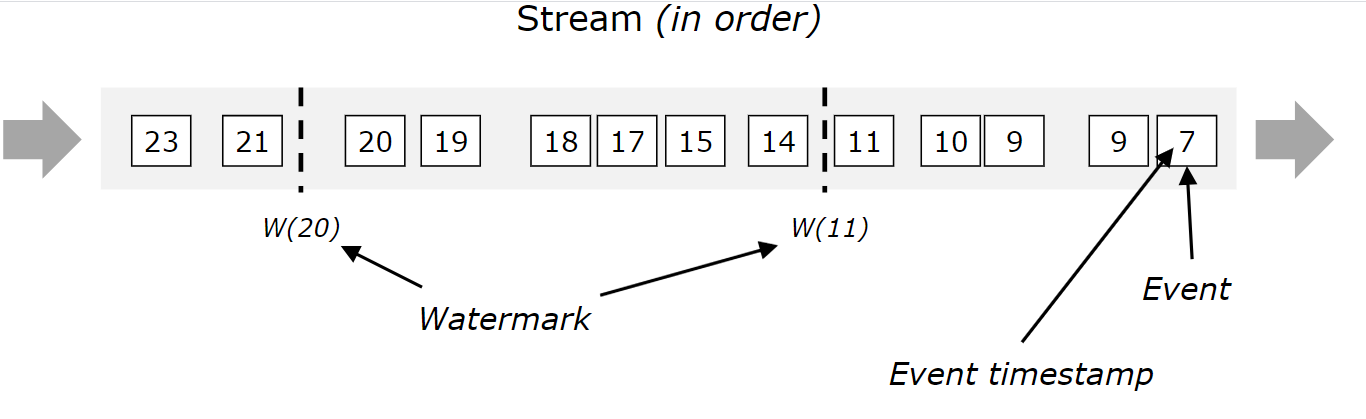 Stream (in order)
23 21 20 19 18 17 15 14 11 10 9 9 7
W(20) W(11)
Event
Watermark
Event timestamp